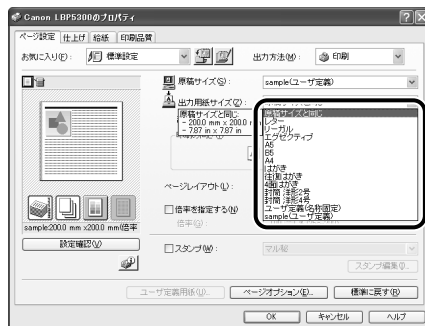 Canon LBP5300のプロパティ
ページ設定 仕上げ 給紙 印刷品質
お気に入り(F): 標準設定
出力方法(M): 印刷
原稿サイズ(S): sample(ユーザ定義)
出力用紙サイズ(Z): 原稿サイズと同じ
原稿サイズと同じ:
- 200.0 mm x 200.0 m
- 7.87 in x 7.87 in
原稿サイズと同じ
レター
リーガル
エグゼクティブ
A5
B5
A4
はがき
往復はがき
4面はがき
封筒 洋形2号
封筒 洋形4号
ユーザ定義(名称固定)
sample(ユーザ定義)
ページレイアウト(L):
倍率を指定する(N)
倍率(G):
sample:200.0 mm x200.0 mm(倍率
設定確認(V)
スタンプ(W): マル秘
スタンプ編集(I)...
ユーザ定義用紙(U)... ページオプション(E)... 標準に戻す(R)
OK キャンセル ヘルプ